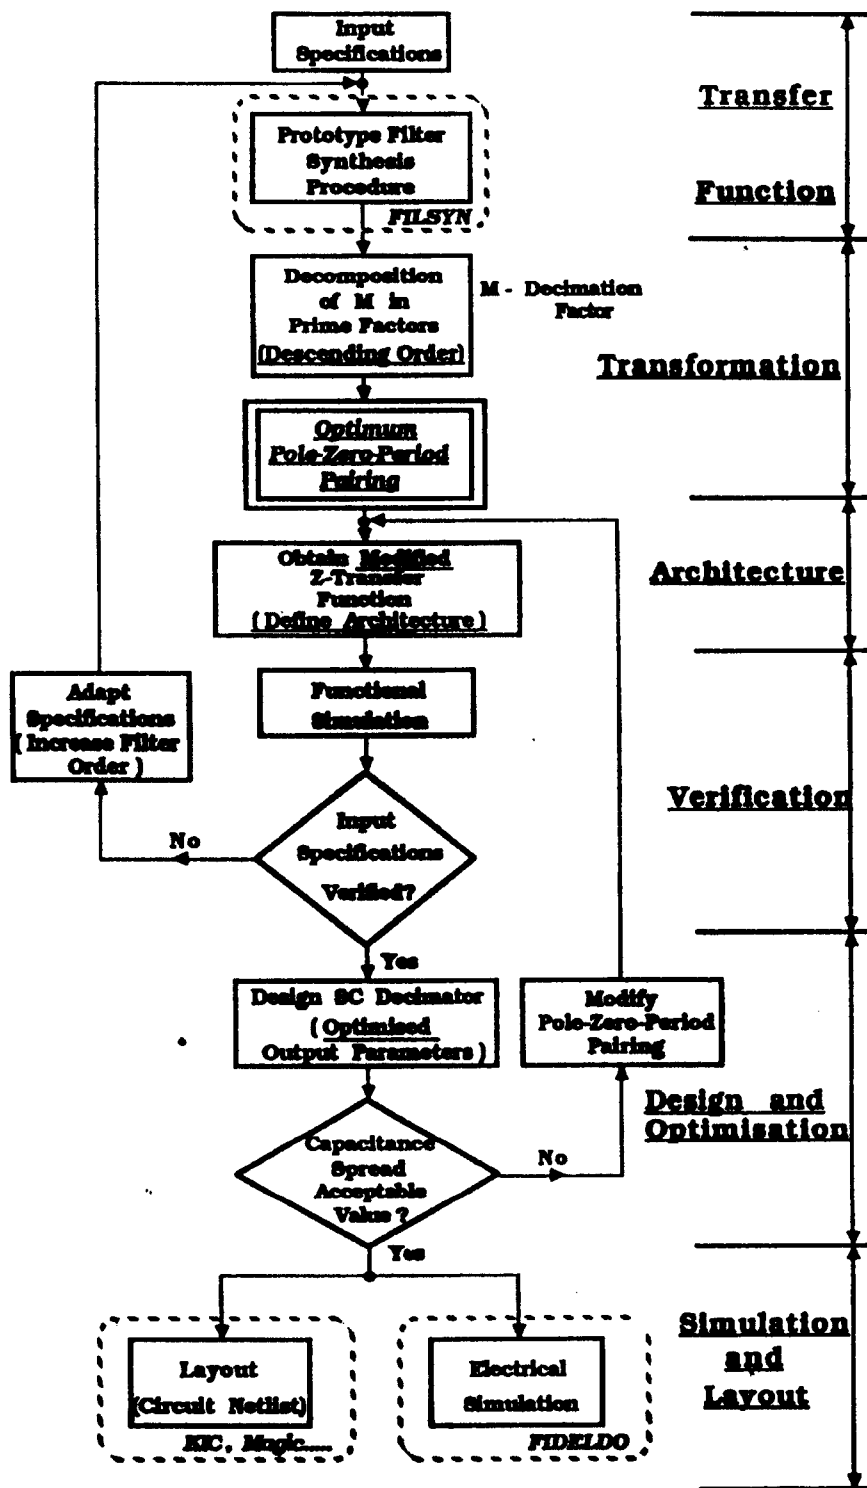 Input
Specifications
Transfer
Function
Prototype Filter
Synthesis
Procedure
FILSYN
Decomposition
of M in
Prime Factors
(Descending Order)
M - Decimation
Factor
Transformation
Optimum
Pole-Zero-Period
Pairing
Obtain Modified
Z-Transfer
Function
( Define Architecture )
Architecture
Adapt
Specifications
( Increase Filter
Order )
Functional
Simulation
Verification
Input
Specifications
Verified?
No
Yes
Design SC Decimator
( Optimised
Output Parameters )
Modify
Pole-Zero-Period
Pairing
Design and
Optimisation
Capacitance
Spread
Acceptable
Value ?
No
Yes
Simulation
and
Layout
Layout
(Circuit Netlist)
KIC, Magic.....
Electrical
Simulation
FIDELDO